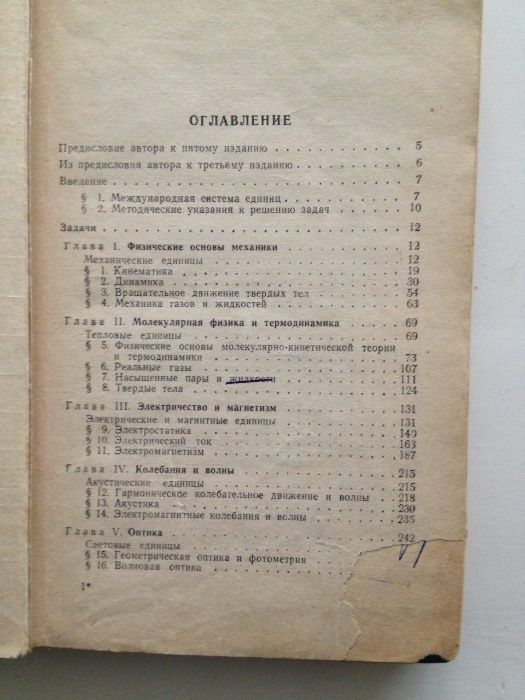 ОГЛАВЛЕНИЕ
Предисловие автора к пятому изданию . . . 5
Из предисловия автора к третьему изданию . . . 6
Введение . . . 7
§ 1. Международная система единиц . . . 7
§ 2. Методические указания к решению задач . . . 10
Задачи . . . 12
Глава I. Физические основы механики . . . 12
Механические единицы . . . 12
§ 1. Кинематика . . . 19
§ 2. Динамика . . . 30
§ 3. Вращательное движение твердых тел . . . 54
§ 4. Механика газов и жидкостей . . . 63
Глава II. Молекулярная физика и термодинамика . . . 69
Тепловые единицы . . . 69
§ 5. Физические основы молекулярно-кинетической теории
и термодинамики . . . 73
§ 6. Реальные газы . . . 107
§ 7. Насыщенные пары и жидкости . . . 111
§ 8. Твердые тела . . . 124
Глава III. Электричество и магнетизм . . . 131
Электрические и магнитные единицы . . . 131
§ 9. Электростатика . . . 140
§ 10. Электрический ток . . . 163
§ 11. Электромагнетизм . . . 187
Глава IV. Колебания и волны . . . 215
Акустические единицы . . . 215
§ 12. Гармоническое колебательное движение и волны . . . 218
§ 13. Акустика . . . 230
§ 14. Электромагнитные колебания и волны . . . 235
Глава V. Оптика . . . 242
Световые единицы . . .
§ 15. Геометрическая оптика и фотометрия . . .
§ 16. Волновая оптика . . .
1*